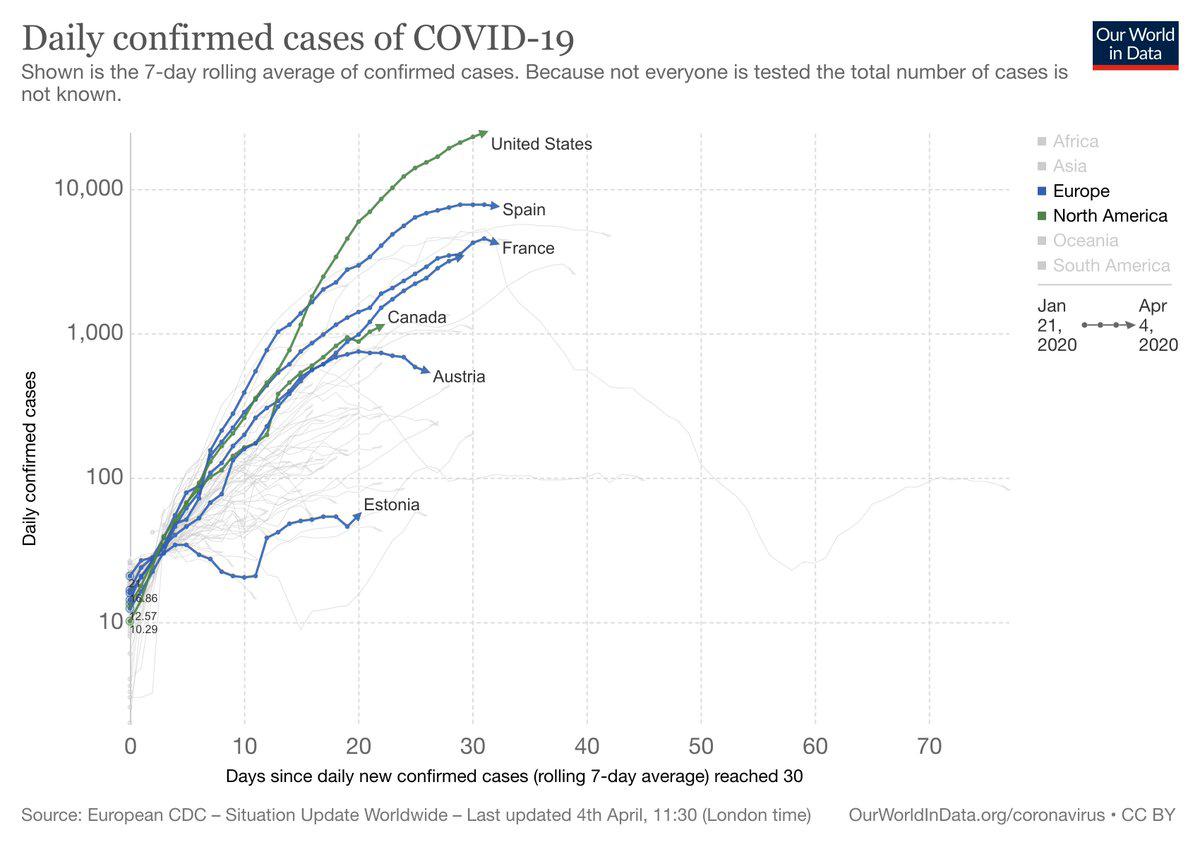 Daily confirmed cases of COVID-19
Our World
in Data
Shown is the 7-day rolling average of confirmed cases. Because not everyone is tested the total number of cases is
not known.
United States
Africa
Asia
Europe
North America
Oceania
South America
Jan
21,
2020
Apr
4,
2020
10,000
Spain
France
1,000
Canada
Austria
100
Estonia
10
21
16.86
12.57
10.29
Daily confirmed cases
0 10 20 30 40 50 60 70
Days since daily new confirmed cases (rolling 7-day average) reached 30
Source: European CDC – Situation Update Worldwide – Last updated 4th April, 11:30 (London time)
OurWorldInData.org/coronavirus • CC BY